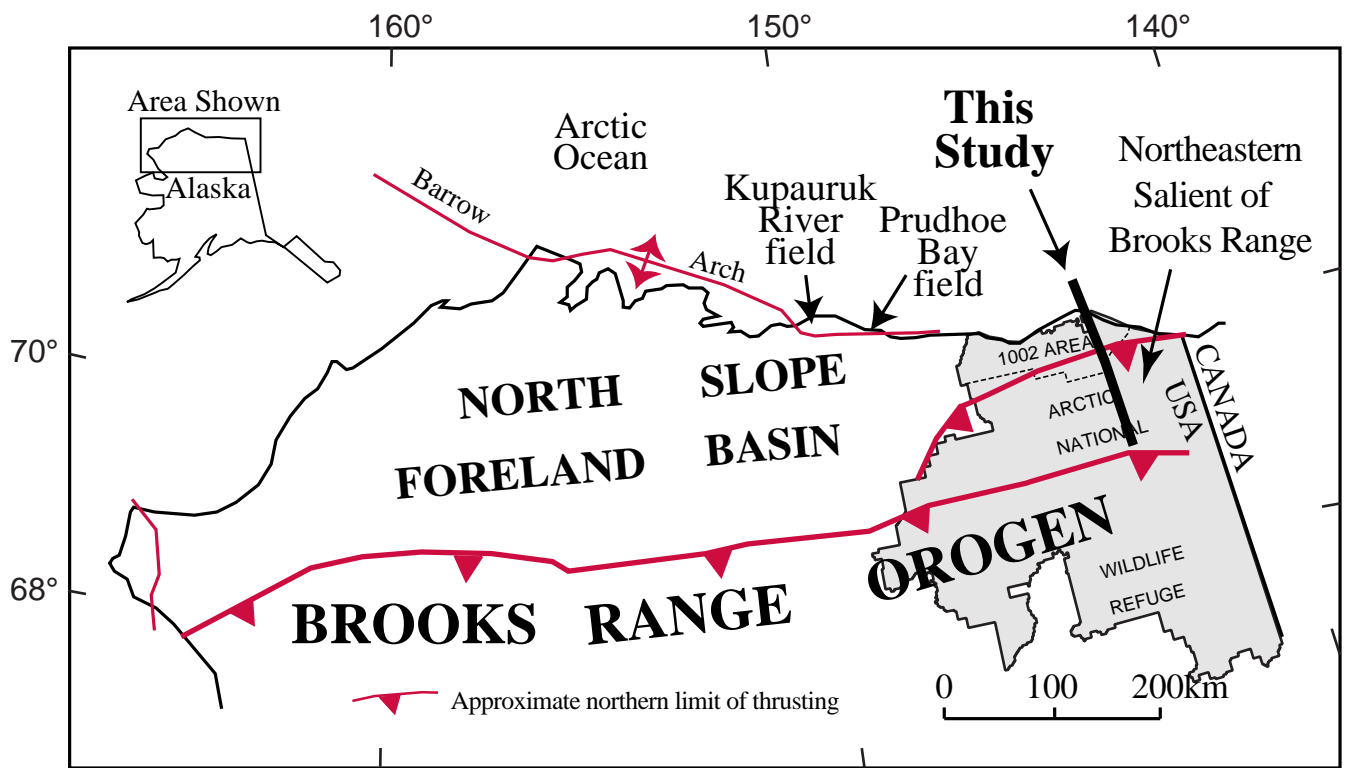 160°
150°
140°
Area Shown
Alaska
Arctic
Ocean
This
Study
Northeastern
Salient of
Brooks Range
Barrow
Arch
Kupauruk
River
field
Prudhoe
Bay
field
70°
1002 AREA
NORTH SLOPE
FORELAND BASIN
ARCTIC
NATIONAL
USA
CANADA
68°
BROOKS RANGE OROGEN
WILDLIFE
REFUGE
Approximate northern limit of thrusting
0 100 200km